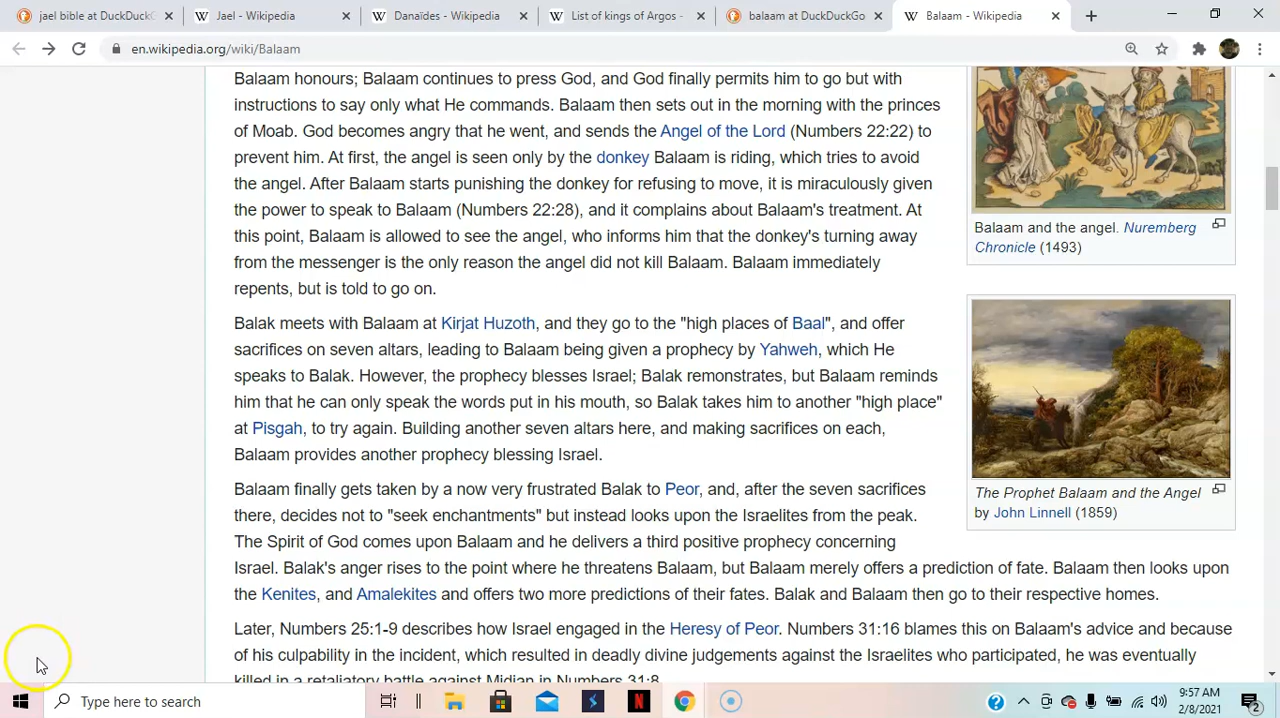 jael bible at DuckDuckG
Jael - Wikipedia
Danaïdes - Wikipedia
List of kings of Argos -
balaam at DuckDuckGo
Balaam - Wikipedia
en.wikipedia.org/wiki/Balaam
Balaam honours; Balaam continues to press God, and God finally permits him to go but with
instructions to say only what He commands. Balaam then sets out in the morning with the princes
of Moab. God becomes angry that he went, and sends the Angel of the Lord (Numbers 22:22) to
prevent him. At first, the angel is seen only by the donkey Balaam is riding, which tries to avoid
the angel. After Balaam starts punishing the donkey for refusing to move, it is miraculously given
the power to speak to Balaam (Numbers 22:28), and it complains about Balaam's treatment. At
this point, Balaam is allowed to see the angel, who informs him that the donkey's turning away
from the messenger is the only reason the angel did not kill Balaam. Balaam immediately
repents, but is told to go on.
Balaam and the angel. Nuremberg
Chronicle (1493)
Balak meets with Balaam at Kirjat Huzoth, and they go to the "high places of Baal", and offer
sacrifices on seven altars, leading to Balaam being given a prophecy by Yahweh, which He
speaks to Balak. However, the prophecy blesses Israel; Balak remonstrates, but Balaam reminds
him that he can only speak the words put in his mouth, so Balak takes him to another "high place"
at Pisgah, to try again. Building another seven altars here, and making sacrifices on each,
Balaam provides another prophecy blessing Israel.
The Prophet Balaam and the Angel
by John Linnell (1859)
Balaam finally gets taken by a now very frustrated Balak to Peor, and, after the seven sacrifices
there, decides not to "seek enchantments" but instead looks upon the Israelites from the peak.
The Spirit of God comes upon Balaam and he delivers a third positive prophecy concerning
Israel. Balak's anger rises to the point where he threatens Balaam, but Balaam merely offers a prediction of fate. Balaam then looks upon
the Kenites, and Amalekites and offers two more predictions of their fates. Balak and Balaam then go to their respective homes.
Later, Numbers 25:1-9 describes how Israel engaged in the Heresy of Peor. Numbers 31:16 blames this on Balaam's advice and because
of his culpability in the incident, which resulted in deadly divine judgements against the Israelites who participated, he was eventually
killed in a retaliatory battle against Midian in Numbers 31:8.
Type here to search
9:57 AM
2/8/2021
2